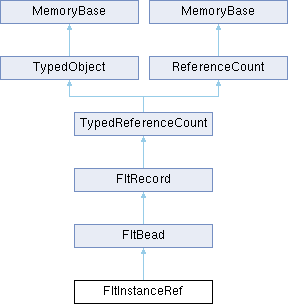 MemoryBase MemoryBase
TypedObject ReferenceCount
TypedReferenceCount
FltRecord
FltBead
FltInstanceRef